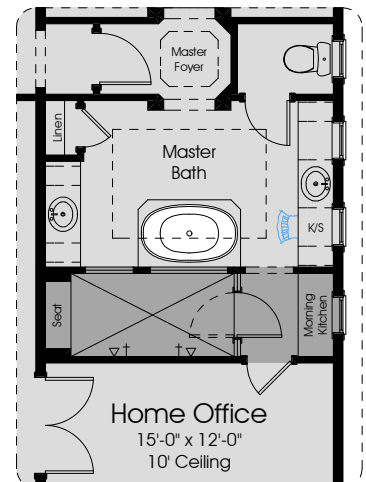 Master
Foyer
Linen
Master
Bath
K/S
Seat
Morning
Kitchen
Home Office
15'-0" x 12'-0"
10' Ceiling